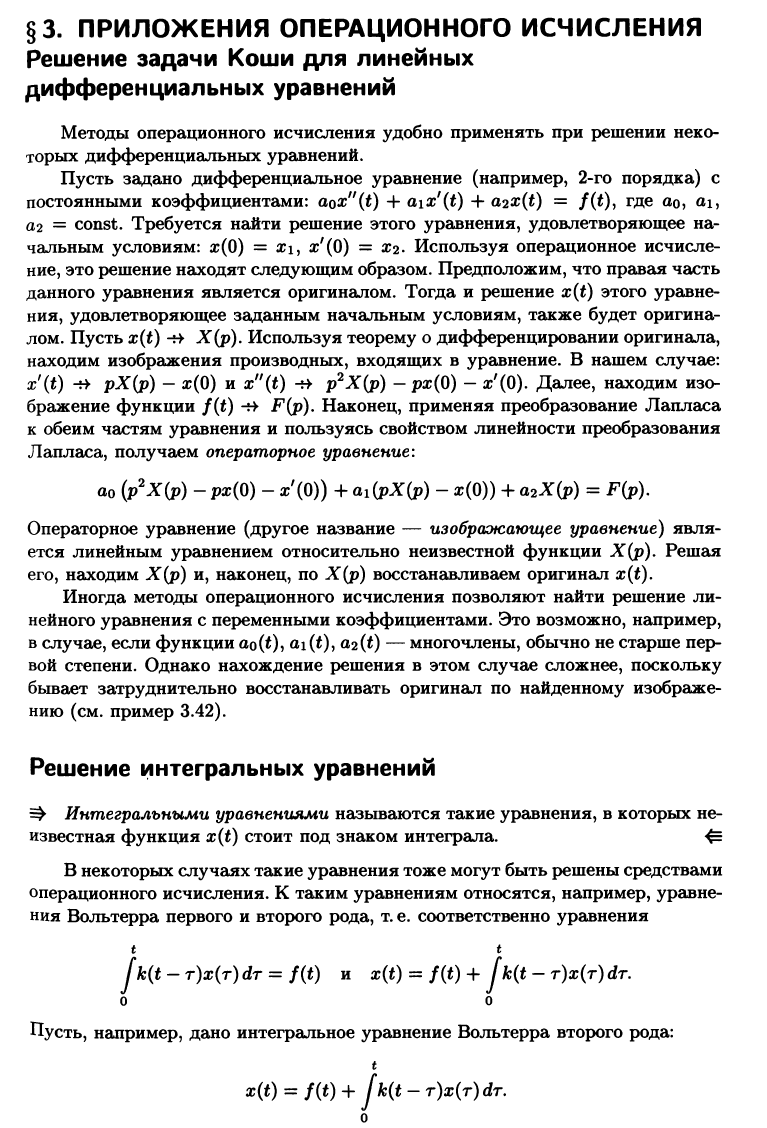 § 3. ПРИЛОЖЕНИЯ ОПЕРАЦИОННОГО ИСЧИСЛЕНИЯ
Решение задачи Коши для линейных
дифференциальных уравнений
Методы операционного исчисления удобно применять при решении неко-
торых дифференциальных уравнений.
Пусть задано дифференциальное уравнение (например, 2-го порядка) с
постоянными коэффициентами: a₀x″(t) + a₁x′(t) + a₂x(t) = f(t), где a₀, a₁,
a₂ = const. Требуется найти решение этого уравнения, удовлетворяющее на-
чальным условиям: x(0) = x₁, x′(0) = x₂. Используя операционное исчисле-
ние, это решение находят следующим образом. Предположим, что правая часть
данного уравнения является оригиналом. Тогда и решение x(t) этого уравне-
ния, удовлетворяющее заданным начальным условиям, также будет оригина-
лом. Пусть x(t) ⇸ X(p). Используя теорему о дифференцировании оригинала,
находим изображения производных, входящих в уравнение. В нашем случае:
x′(t) ⇸ pX(p) − x(0) и x″(t) ⇸ p²X(p) − px(0) − x′(0). Далее, находим изо-
бражение функции f(t) ⇸ F(p). Наконец, применяя преобразование Лапласа
к обеим частям уравнения и пользуясь свойством линейности преобразования
Лапласа, получаем операторное уравнение:
a₀ (p²X(p) − px(0) − x′(0)) + a₁(pX(p) − x(0)) + a₂X(p) = F(p).
Операторное уравнение (другое название — изображающее уравнение) явля-
ется линейным уравнением относительно неизвестной функции X(p). Решая
его, находим X(p) и, наконец, по X(p) восстанавливаем оригинал x(t).
Иногда методы операционного исчисления позволяют найти решение ли-
нейного уравнения с переменными коэффициентами. Это возможно, например,
в случае, если функции a₀(t), a₁(t), a₂(t) — многочлены, обычно не старше пер-
вой степени. Однако нахождение решения в этом случае сложнее, поскольку
бывает затруднительно восстанавливать оригинал по найденному изображе-
нию (см. пример 3.42).
Решение интегральных уравнений
⇛ Интегральными уравнениями называются такие уравнения, в которых не-
известная функция x(t) стоит под знаком интеграла. ⋚
В некоторых случаях такие уравнения тоже могут быть решены средствами
операционного исчисления. К таким уравнениям относятся, например, уравне-
ния Вольтерра первого и второго рода, т. е. соответственно уравнения
∫₀ᵗ k(t − τ)x(τ) dτ = f(t) и x(t) = f(t) + ∫₀ᵗ k(t − τ)x(τ) dτ.
Пусть, например, дано интегральное уравнение Вольтерра второго рода:
x(t) = f(t) + ∫₀ᵗ k(t − τ)x(τ) dτ.